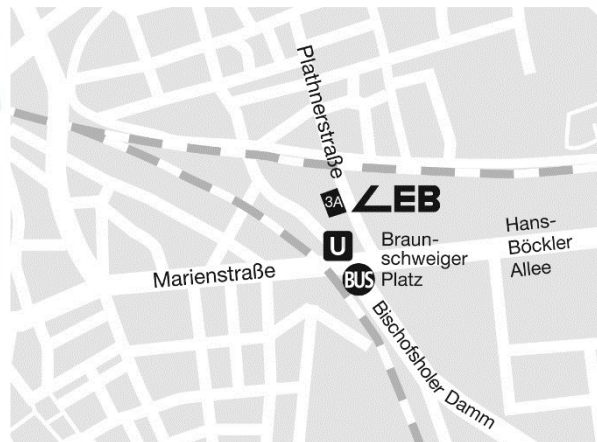 Plathnerstraße
3A
LEB
U
Braun-
schweiger
Platz
Hans-
Böckler
Allee
Marienstraße
BUS
Bischofsholer Damm